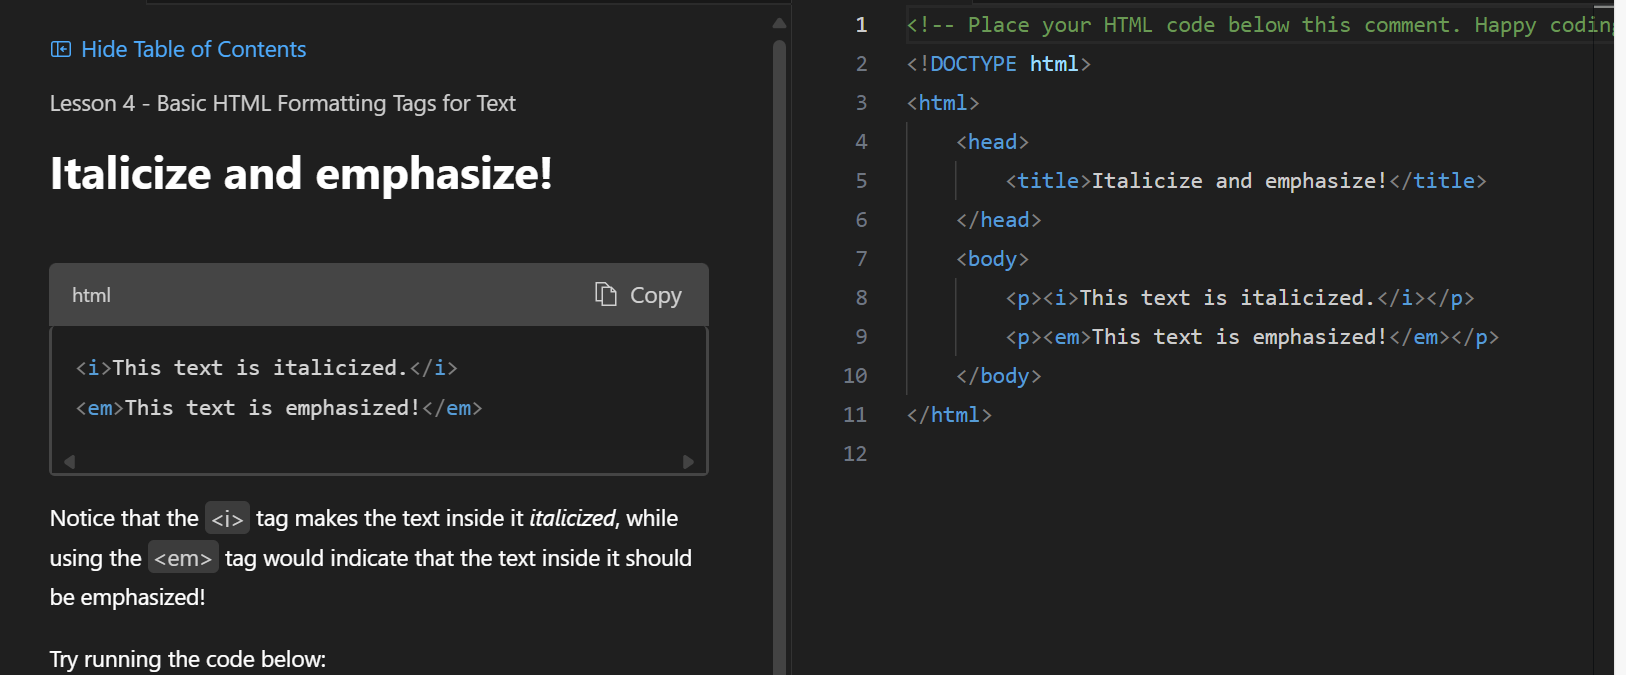 Hide Table of Contents
Lesson 4 - Basic HTML Formatting Tags for Text
Italicize and emphasize!
html
Copy
<i>This text is italicized.</i>
<em>This text is emphasized!</em>
Notice that the <i> tag makes the text inside it italicized, while
using the <em> tag would indicate that the text inside it should
be emphasized!
Try running the code below:
1 <!-- Place your HTML code below this comment. Happy coding
2 <!DOCTYPE html>
3 <html>
4     <head>
5         <title>Italicize and emphasize!</title>
6     </head>
7     <body>
8         <p><i>This text is italicized.</i></p>
9         <p><em>This text is emphasized!</em></p>
10     </body>
11 </html>
12